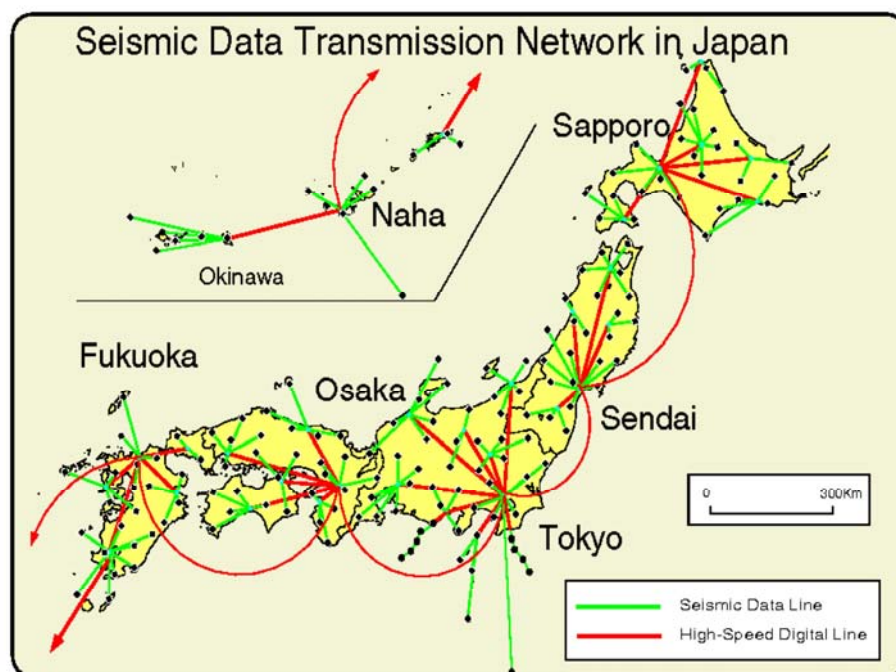 Seismic Data Transmission Network in Japan
Sapporo
Naha
Okinawa
Fukuoka
Osaka
Sendai
0 300Km
Tokyo
Seismic Data Line
High-Speed Digital Line